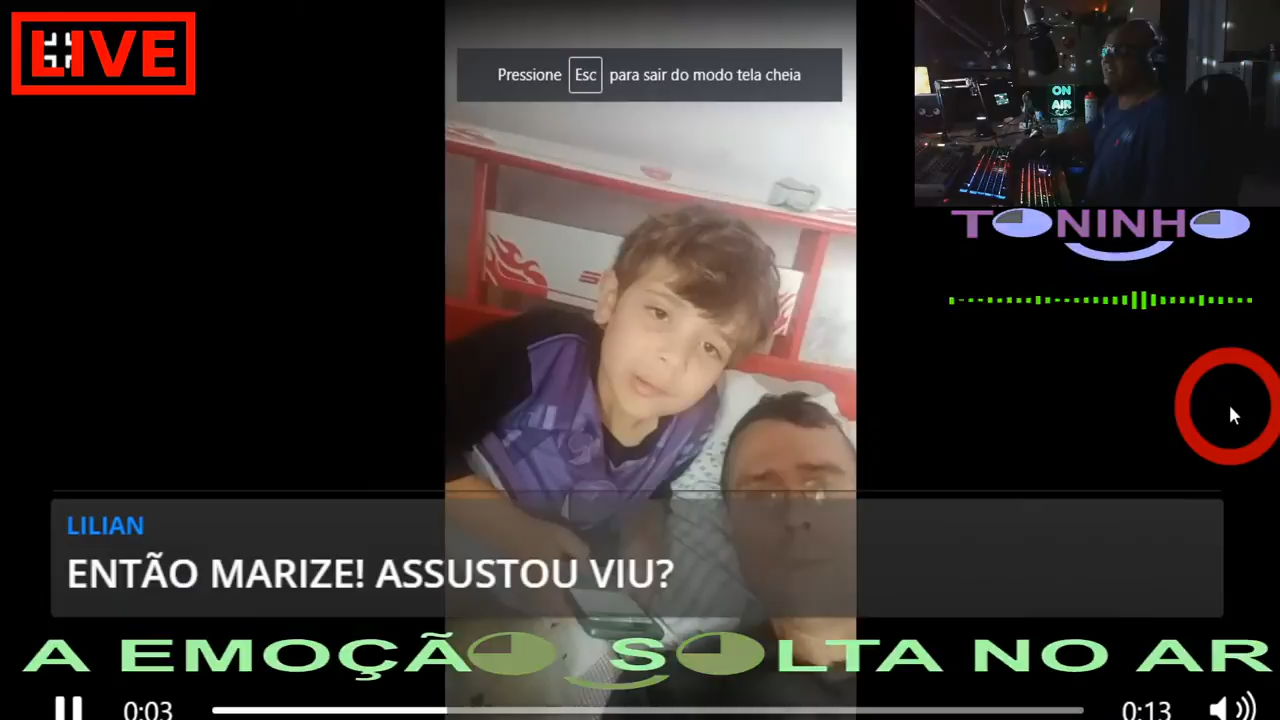 LIVE
Pressione Esc para sair do modo tela cheia
ON
AIR
TONINHO
LILIAN
ENTÃO MARIZE! ASSUSTOU VIU?
A EMOÇÃO SOLTA NO AR
0:03
0:13